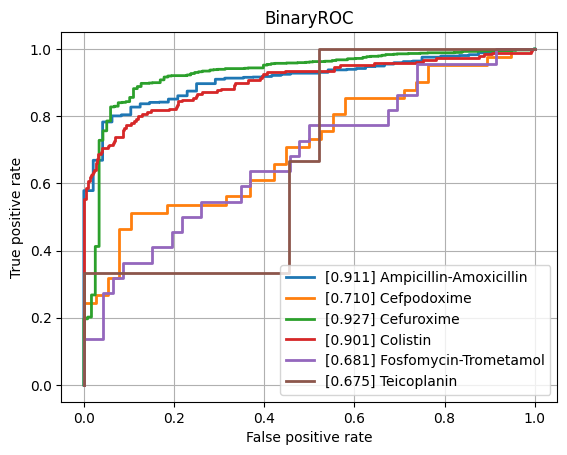 BinaryROC
True positive rate
1.0
0.8
0.6
0.4
0.2
0.0
[0.911] Ampicillin-Amoxicillin
[0.710] Cefpodoxime
[0.927] Cefuroxime
[0.901] Colistin
[0.681] Fosfomycin-Trometamol
[0.675] Teicoplanin
0.0 0.2 0.4 0.6 0.8 1.0
False positive rate